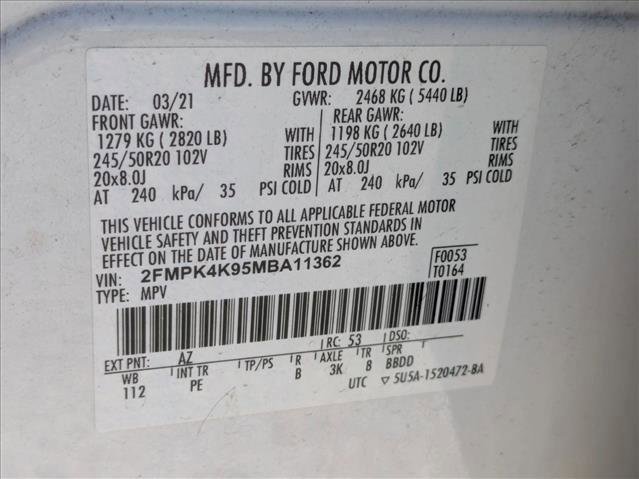 MFD. BY FORD MOTOR CO.
DATE: 03/21 GVWR: 2468 KG ( 5440 LB)
FRONT GAWR: REAR GAWR:
1279 KG ( 2820 LB) WITH 1198 KG ( 2640 LB) WITH
245/50R20 102V TIRES 245/50R20 102V TIRES
20x8.0J RIMS 20x8.0J RIMS
AT 240 kPa/ 35 PSI COLD AT 240 kPa/ 35 PSI COLD
THIS VEHICLE CONFORMS TO ALL APPLICABLE FEDERAL MOTOR
VEHICLE SAFETY AND THEFT PREVENTION STANDARDS IN
EFFECT ON THE DATE OF MANUFACTURE SHOWN ABOVE.
VIN: 2FMPK4K95MBA11362 F0053
TYPE: MPV T0164
EXT PNT: AZ RC: 53 DSO:
WB INT TR TP/PS R AXLE TR SPR
112 PE B 3K B BBDD
UTC ▽ 5U5A-1520472-BA